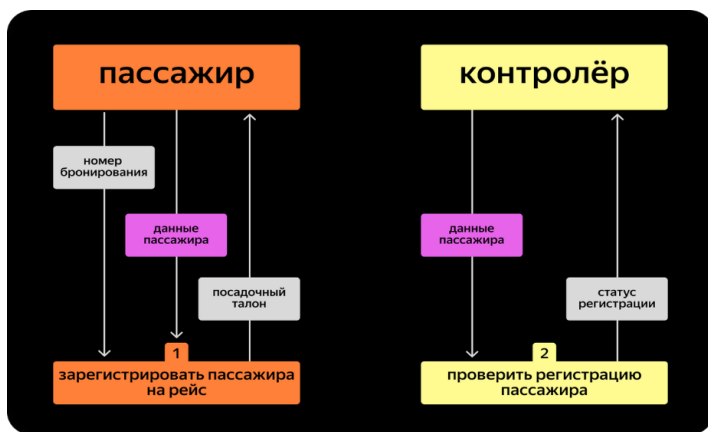 пассажир
контролёр
номер
бронирования
данные
пассажира
данные
пассажира
посадочный
талон
статус
регистрации
1
зарегистрировать пассажира
на рейс
2
проверить регистрацию
пассажира